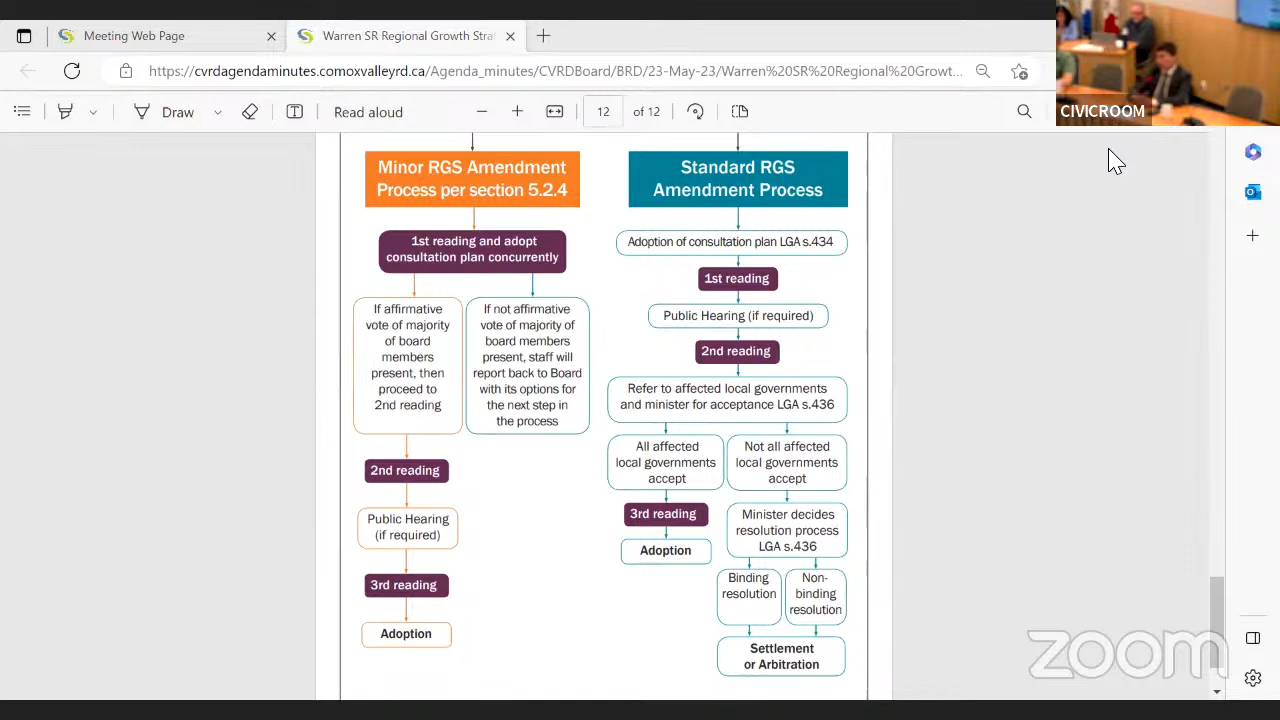 Meeting Web Page
Warren SR Regional Growth Stra
https://cvrdagendaminutes.comoxvalleyrd.ca/Agenda_minutes/CVRDBoard/BRD/23-May-23/Warren%20SR%20Regional%20Growt...
Draw
Read aloud
12
of 12
CIVICROOM
Minor RGS Amendment
Process per section 5.2.4
1st reading and adopt
consultation plan concurrently
If affirmative
vote of majority
of board
members
present, then
proceed to
2nd reading
If not affirmative
vote of majority of
board members
present, staff will
report back to Board
with its options for
the next step in
the process
2nd reading
Public Hearing
(if required)
3rd reading
Adoption
Standard RGS
Amendment Process
Adoption of consultation plan LGA s.434
1st reading
Public Hearing (if required)
2nd reading
Refer to affected local governments
and minister for acceptance LGA s.436
All affected
local governments
accept
Not all affected
local governments
accept
3rd reading
Adoption
Minister decides
resolution process
LGA s.436
Binding
resolution
Non-
binding
resolution
Settlement
or Arbitration
zoom